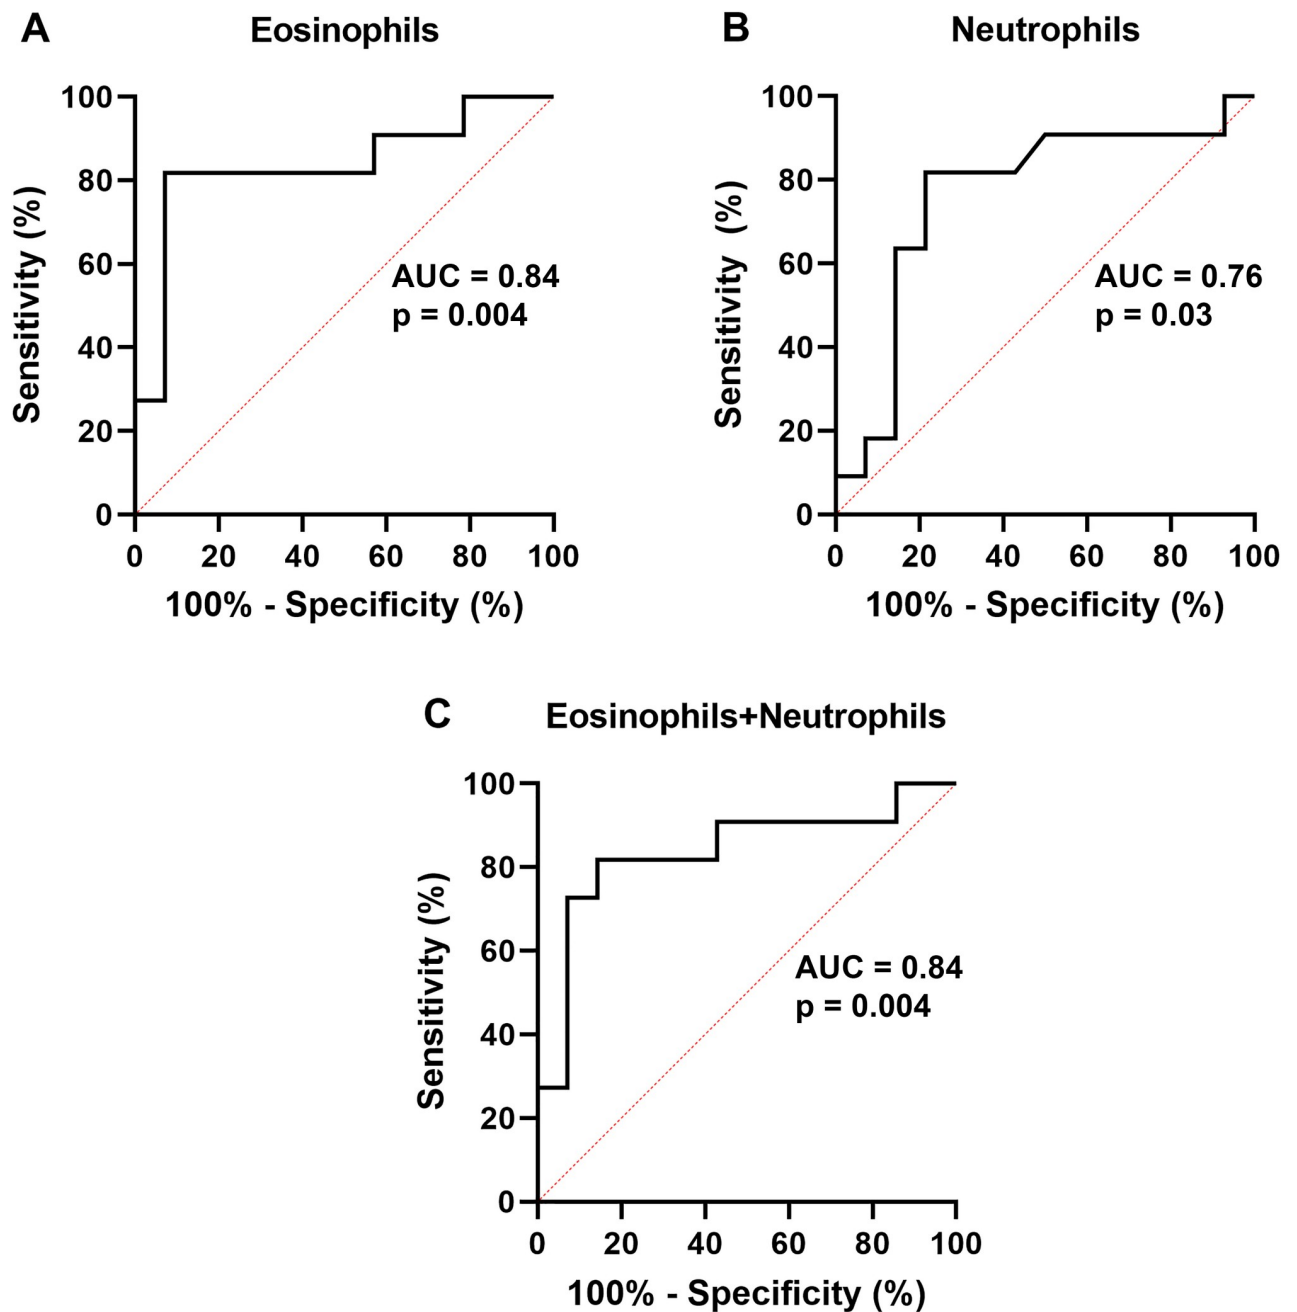 A
Eosinophils
100
80
60
40
20
0
Sensitivity (%)
AUC = 0.84
p = 0.004
0 20 40 60 80 100
100% - Specificity (%)
B
Neutrophils
100
80
60
40
20
0
Sensitivity (%)
AUC = 0.76
p = 0.03
0 20 40 60 80 100
100% - Specificity (%)
C
Eosinophils+Neutrophils
100
80
60
40
20
0
Sensitivity (%)
AUC = 0.84
p = 0.004
0 20 40 60 80 100
100% - Specificity (%)